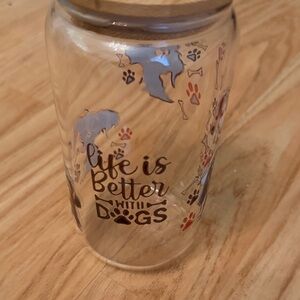 life is
Better
WITH
DOGS